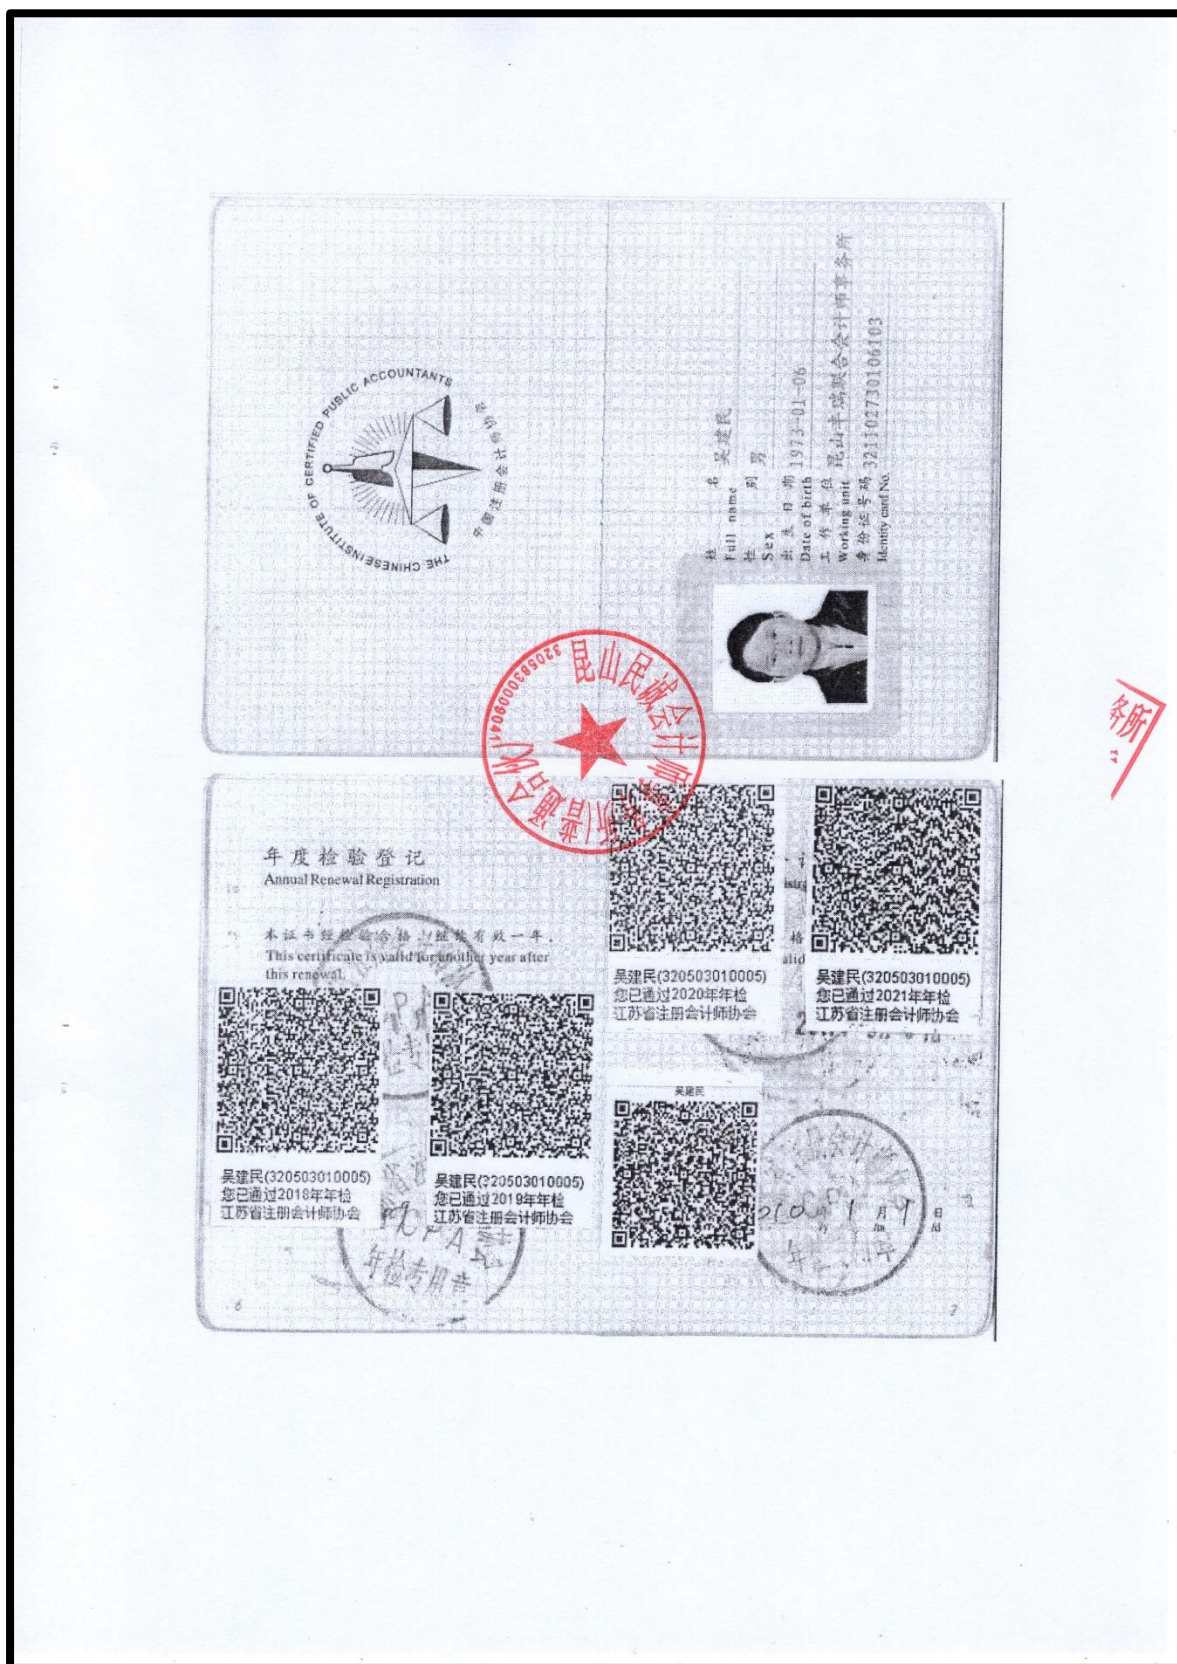 THE CHINESE INSTITUTE OF CERTIFIED PUBLIC ACCOUNTANTS
中国注册会计师协会
姓 名 吴建民
Full name
性 别 男
Sex
出 生 日 期 1973-01-06
Date of birth
工 作 单 位 昆山丰瑞联合会计师事务所
Working unit
身份证号码 321102730106103
Identity card No.
昆山民诚会计师事务所(普通合伙)
3205830009041
务所
年度检验登记
Annual Renewal Registration
本证书经检验合格,继续有效一年。
This certificate is valid for another year after
this renewal.
吴建民(320503010005)
您已通过2018年年检
江苏省注册会计师协会
吴建民(320503010005)
您已通过2019年年检
江苏省注册会计师协会
年检专用章
6
吴建民(320503010005)
您已通过2020年年检
江苏省注册会计师协会
吴建民(320503010005)
您已通过2021年年检
江苏省注册会计师协会
吴建民
月
日
7